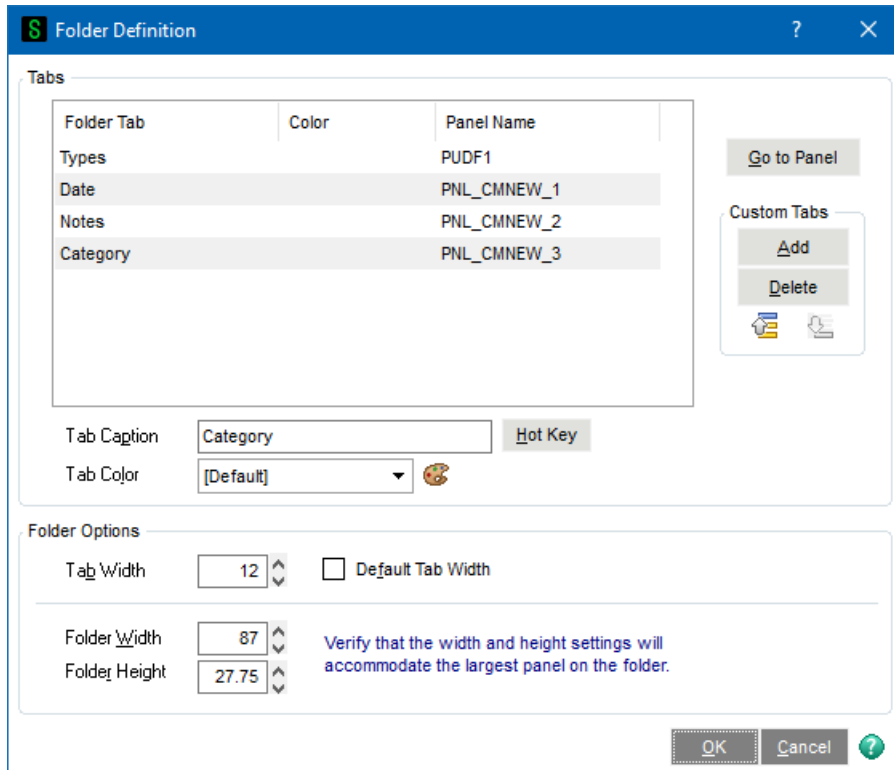 S Folder Definition ?
Tabs
Folder Tab Color Panel Name
Types PUDF1
Date PNL_CMNEW_1
Notes PNL_CMNEW_2
Category PNL_CMNEW_3
Go to Panel
Custom Tabs
Add
Delete
Tab Caption Category Hot Key
Tab Color [Default]
Folder Options
Tab Width 12 Default Tab Width
Folder Width 87
Folder Height 27.75
Verify that the width and height settings will
accommodate the largest panel on the folder.
OK Cancel ?